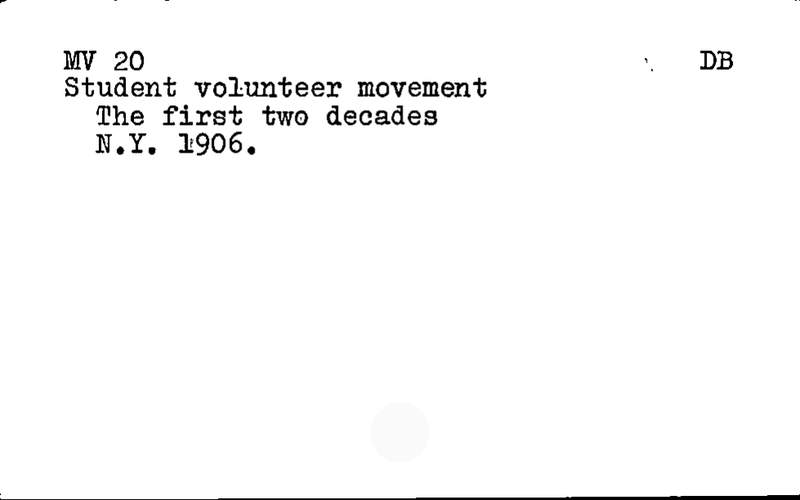 MV 20 DB
Student volunteer movement
The first two decades
N.Y. 1906.